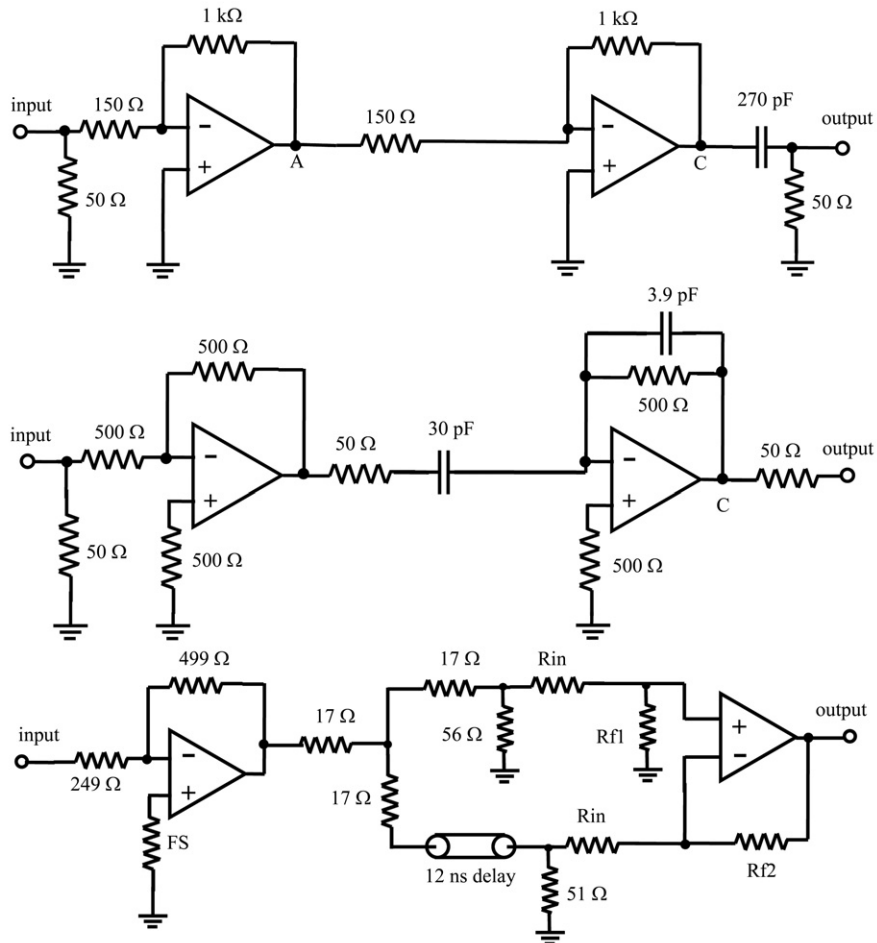 1 kΩ
1 kΩ
input
150 Ω
150 Ω
270 pF
output
A
C
50 Ω
50 Ω
3.9 pF
500 Ω
500 Ω
input
500 Ω
50 Ω
30 pF
50 Ω
output
C
50 Ω
500 Ω
500 Ω
499 Ω
17 Ω
Rin
input
17 Ω
output
249 Ω
56 Ω
Rf1
17 Ω
FS
Rin
12 ns delay
51 Ω
Rf2